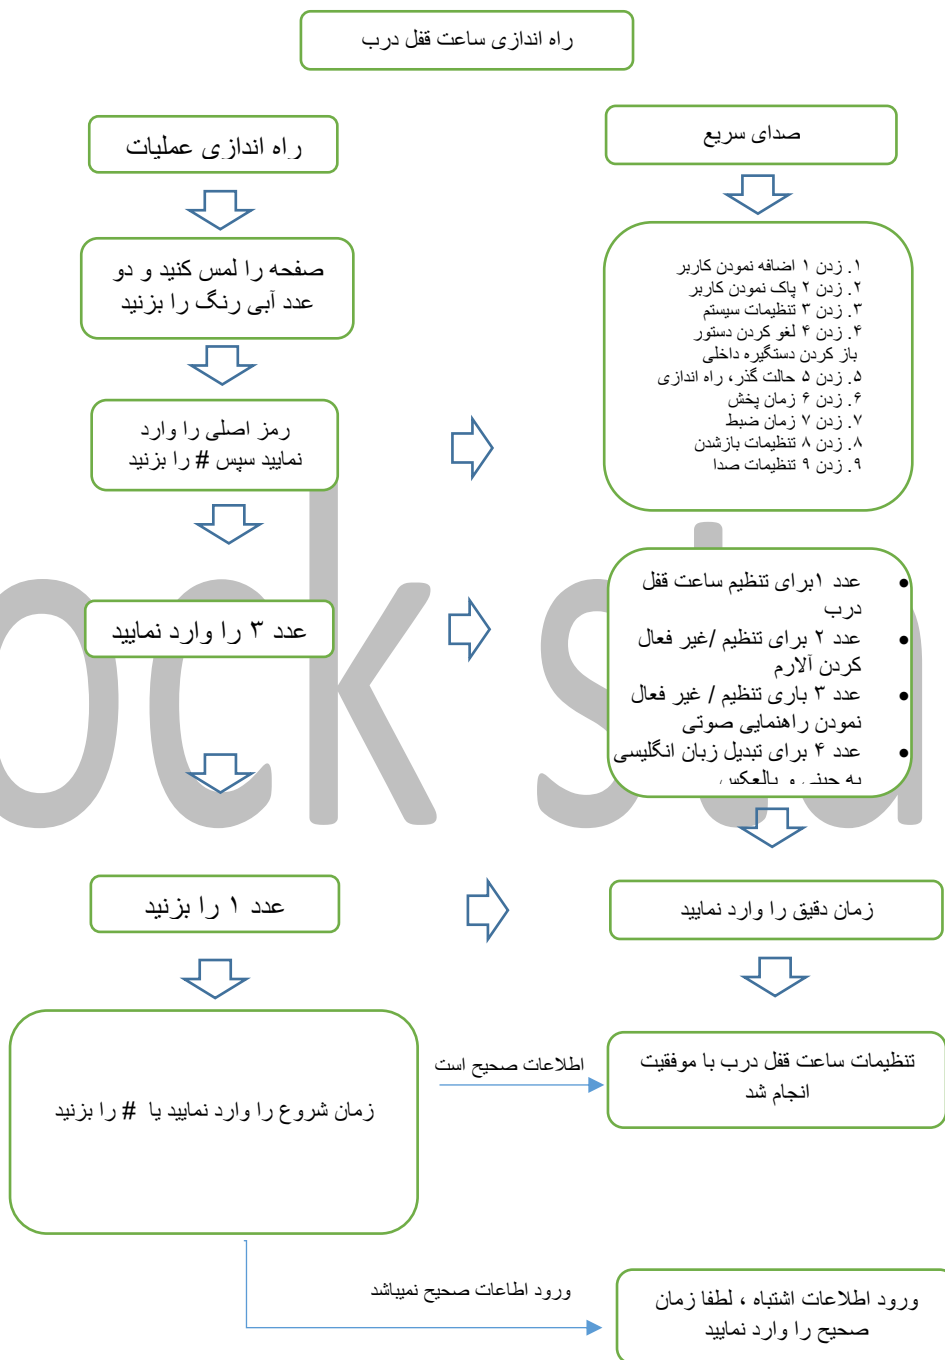 راه اندازی ساعت قفل درب
صدای سریع
راه اندازی عملیات
۱. زدن ۱ اضافه نمودن کاربر
۲. زدن ۲ پاک نمودن کاربر
۳. زدن ۳ تنظیمات سیستم
۴. زدن ۴ لغو کردن دستور
باز کردن دستگیره داخلی
۵. زدن ۵ حالت گذر، راه اندازی
۶. زدن ۶ زمان پخش
۷. زدن ۷ زمان ضبط
۸. زدن ۸ تنظیمات بازشدن
۹. زدن ۹ تنظیمات صدا
صفحه را لمس کنید و دو
عدد آبی رنگ را بزنید
رمز اصلی را وارد
نمایید سپس # را بزنید
• عدد ۱برای تنظیم ساعت قفل
درب
• عدد ۲ برای تنظیم /غیر فعال
کردن آلارم
• عدد ۳ باری تنظیم / غیر فعال
نمودن راهنمایی صوتی
• عدد ۴ برای تبدیل زبان انگلیسی
به چینی و بالعکس
عدد ۳ را وارد نمایید
ock sta
زمان دقیق را وارد نمایید
عدد ۱ را بزنید
تنظیمات ساعت قفل درب با موفقیت
انجام شد
اطلاعات صحیح است
زمان شروع را وارد نمایید یا # را بزنید
ورود اطاعات صحیح نمیباشد
ورود اطلاعات اشتباه ، لطفا زمان
صحیح را وارد نمایید